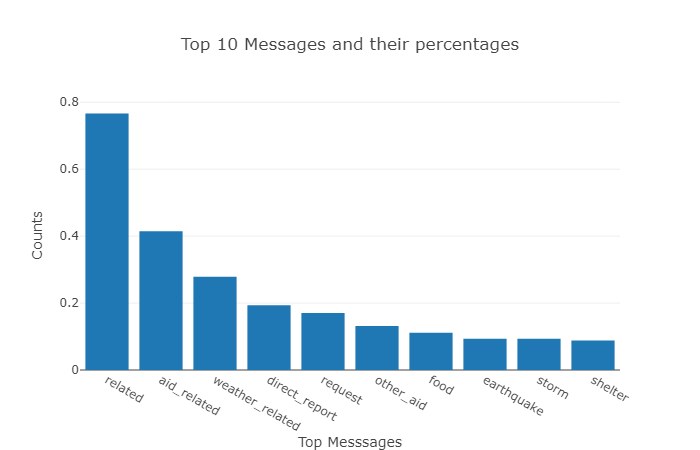 Top 10 Messages and their percentages
Counts
0.8
0.6
0.4
0.2
0
related
aid_related
weather_related
direct_report
request
other_aid
food
earthquake
storm
shelter
Top Messsages